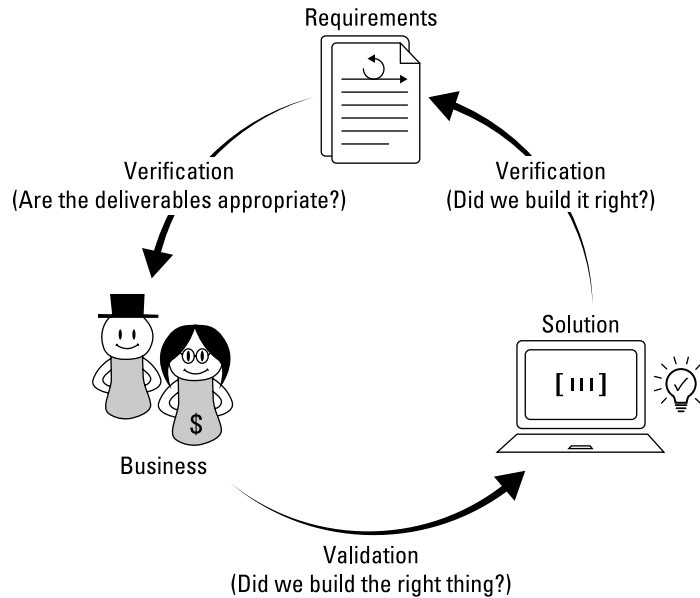 Requirements
Verification
(Are the deliverables appropriate?)
Verification
(Did we build it right?)
Solution
[ııı]
$
Business
Validation
(Did we build the right thing?)